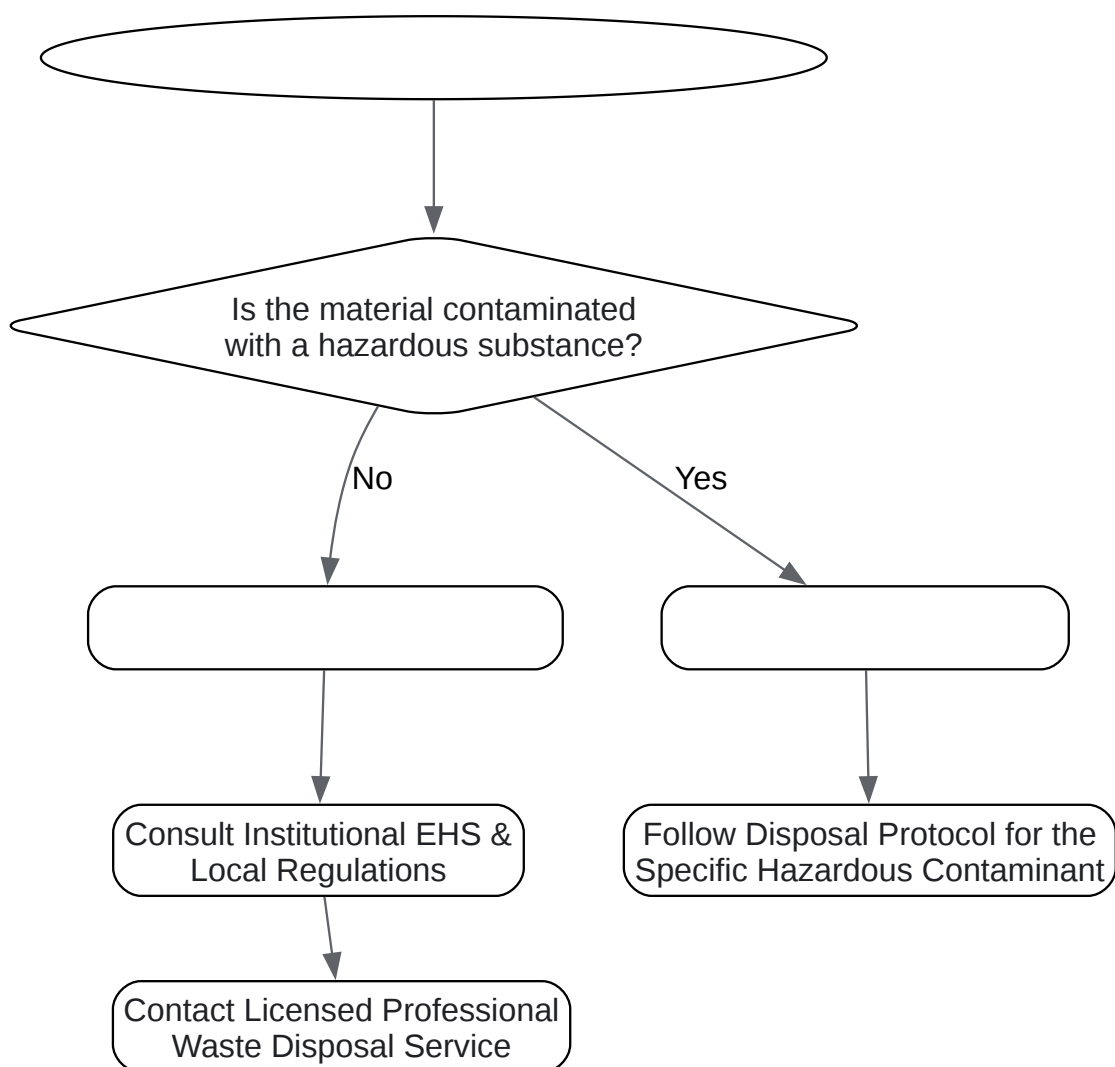 Is the material contaminated
with a hazardous substance?
No
Yes
Consult Institutional EHS &
Local Regulations
Follow Disposal Protocol for the
Specific Hazardous Contaminant
Contact Licensed Professional
Waste Disposal Service